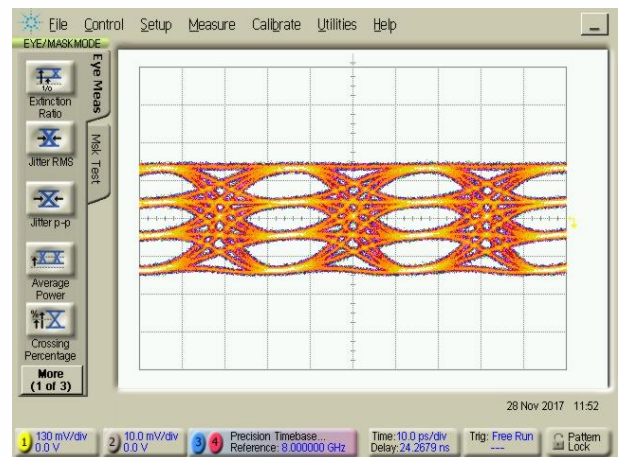 File Control Setup Measure Calibrate Utilities Help
EYE/MASK MODE
Eye Meas
Msk Test
1/0
Extinction
Ratio
Jitter RMS
Jitter p-p
Average
Power
%
Crossing
Percentage
More
(1 of 3)
28 Nov 2017 11:52
1 130 mV/div
0.0 V
2 10.0 mV/div
0.0 V
3 4 Precision Timebase...
Reference: 8.000000 GHz
Time:10.0 ps/div
Delay:24.2679 ns
Trig: Free Run
---
Pattern
Lock